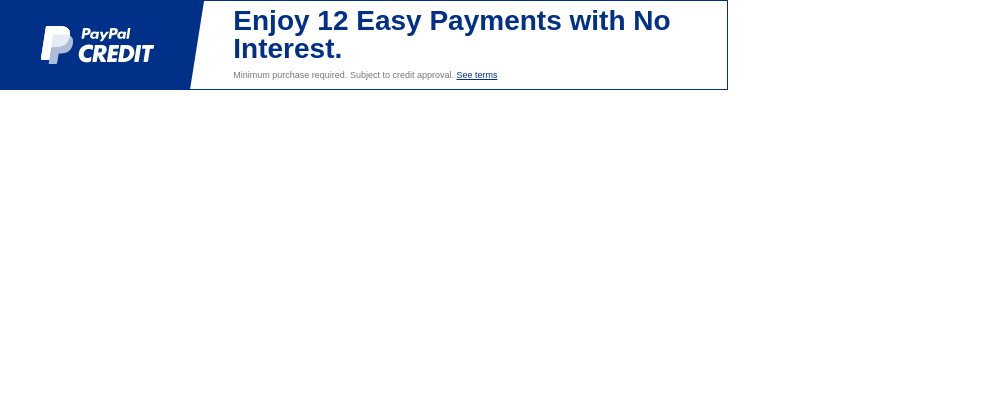 PayPal
CREDIT
Enjoy 12 Easy Payments with No
Interest.
Minimum purchase required. Subject to credit approval. See terms